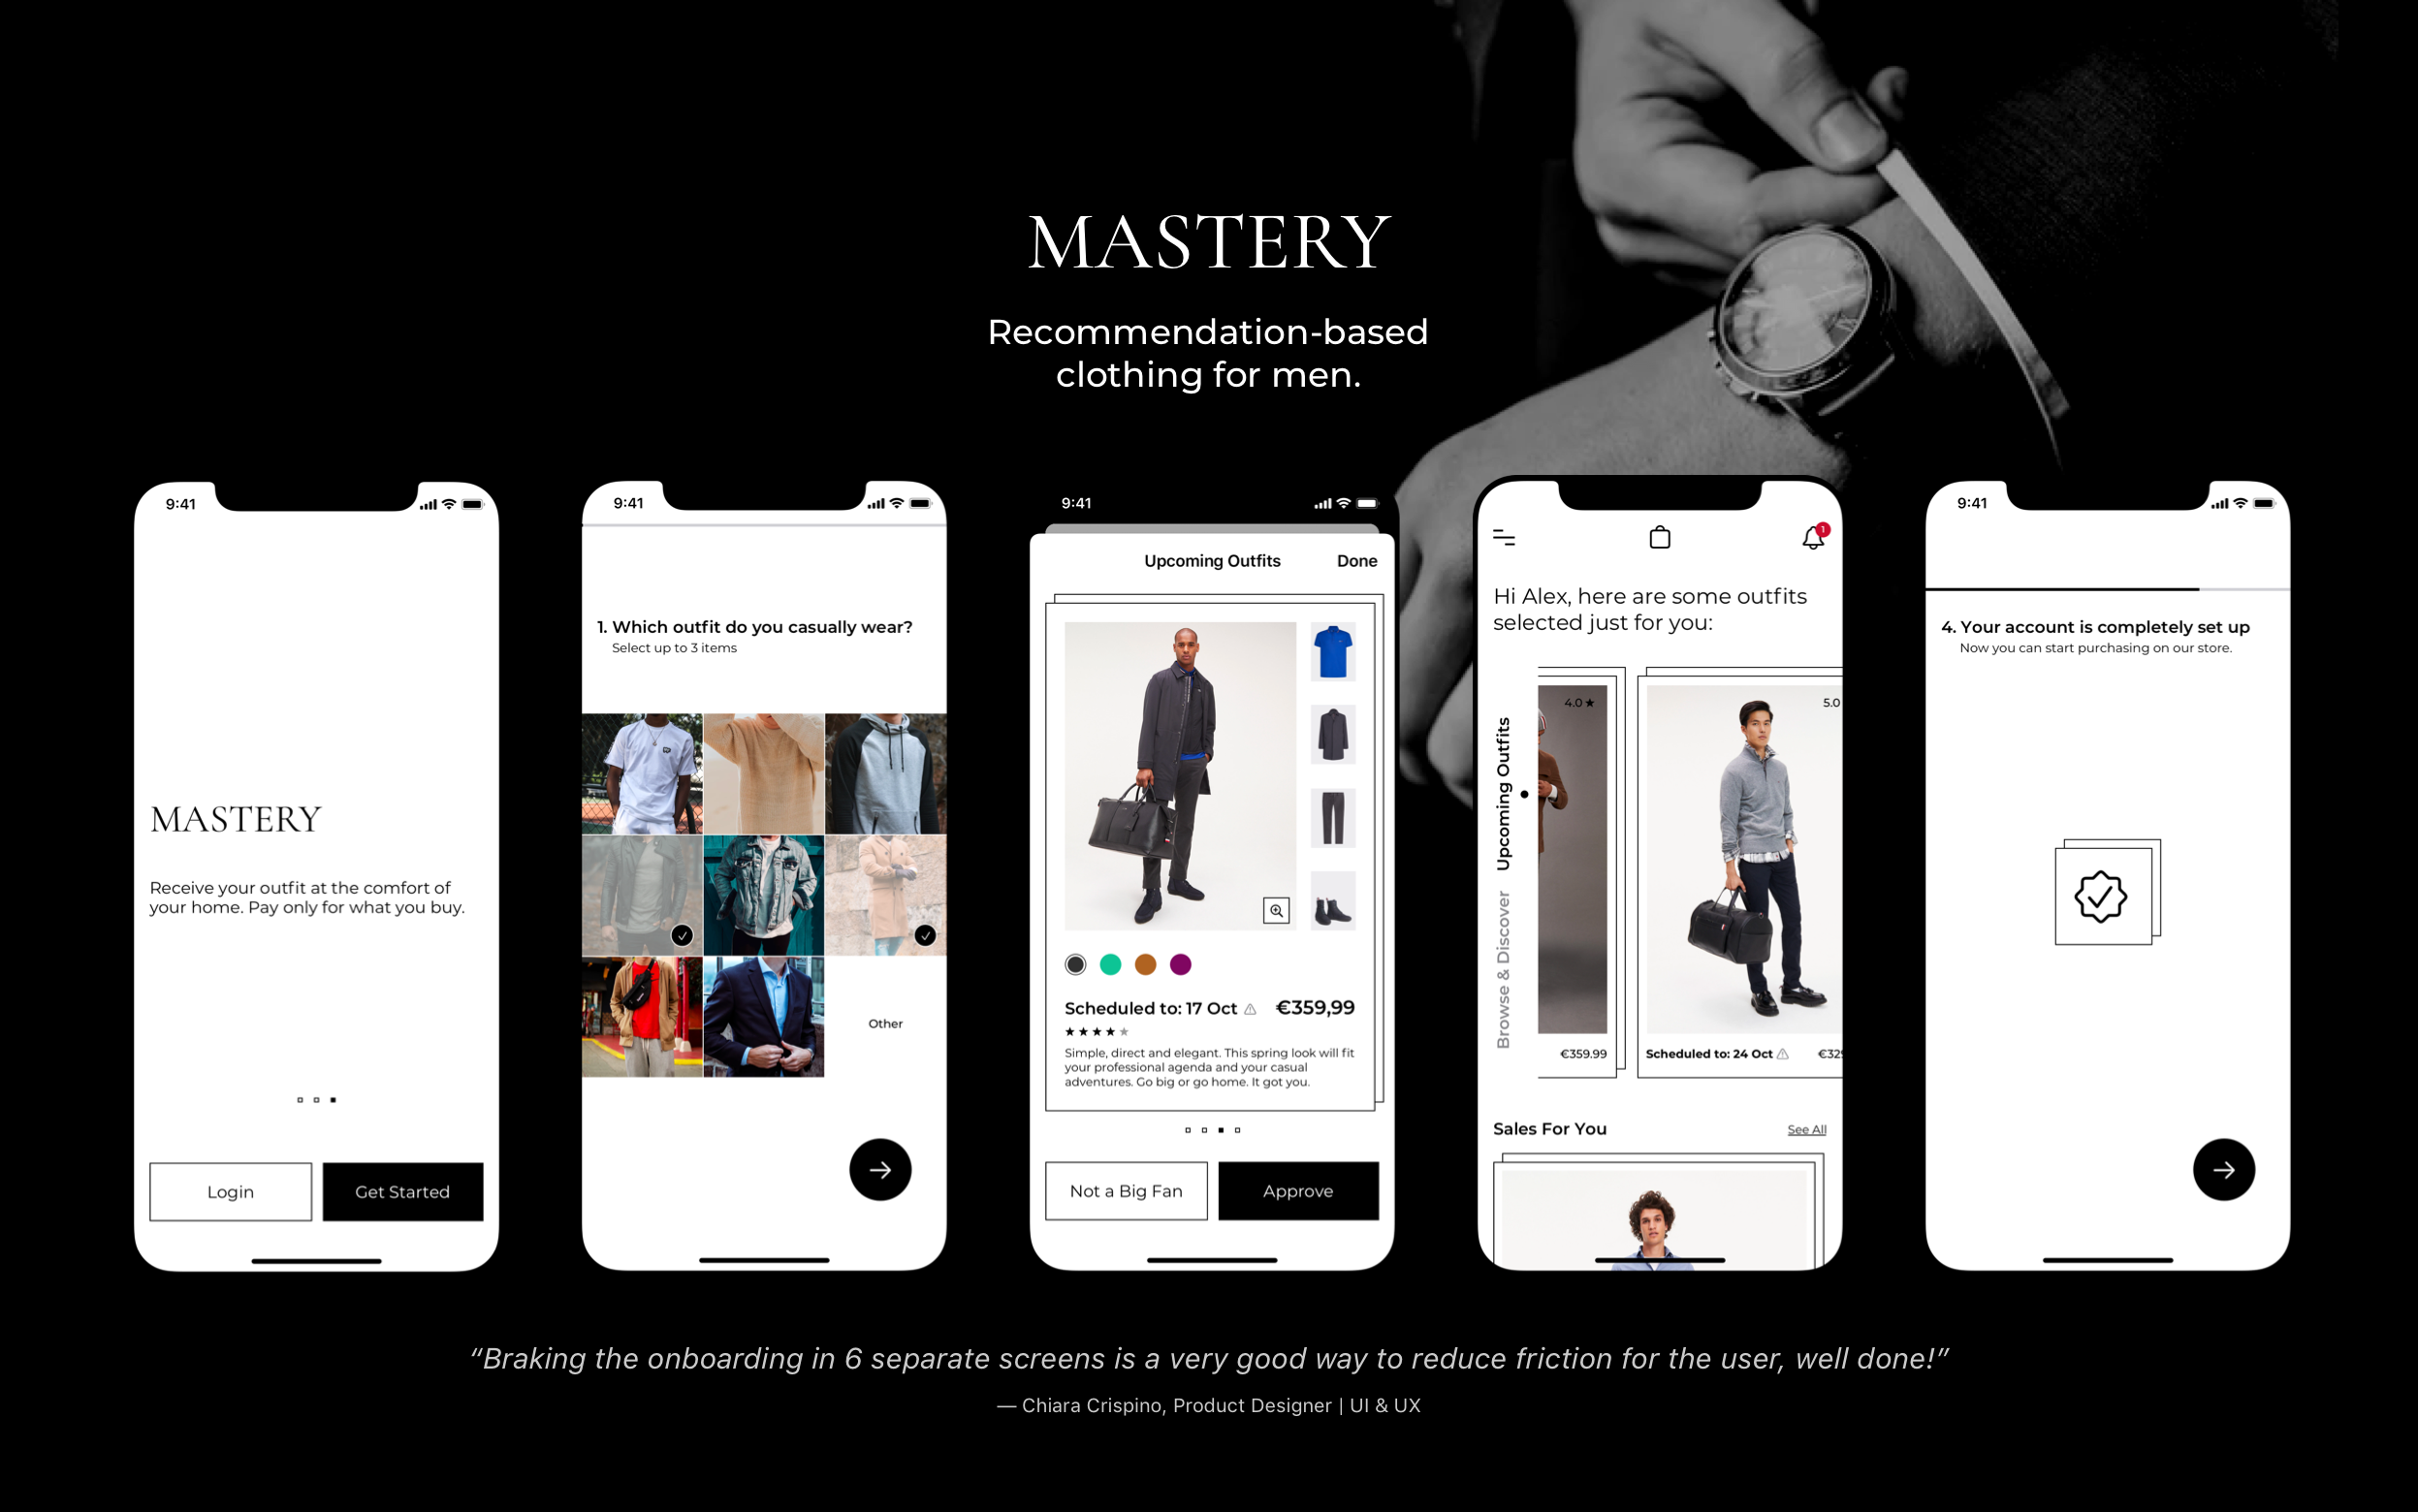 MASTERY
Recommendation-based
clothing for men.
9:41
MASTERY
Receive your outfit at the comfort of
your home. Pay only for what you buy.
Login
Get Started
9:41
1. Which outfit do you casually wear?
Select up to 3 items
Other
9:41
Upcoming Outfits
Done
Scheduled to: 17 Oct
€359,99
Simple, direct and elegant. This spring look will fit
your professional agenda and your casual
adventures. Go big or go home. It got you.
Not a Big Fan
Approve
1
Hi Alex, here are some outfits
selected just for you:
Upcoming Outfits
Browse & Discover
4.0 ★
€359.99
5.0
Scheduled to: 24 Oct
€329
Sales For You
See All
9:41
4. Your account is completely set up
Now you can start purchasing on our store.
“Braking the onboarding in 6 separate screens is a very good way to reduce friction for the user, well done!”
— Chiara Crispino, Product Designer | UI & UX